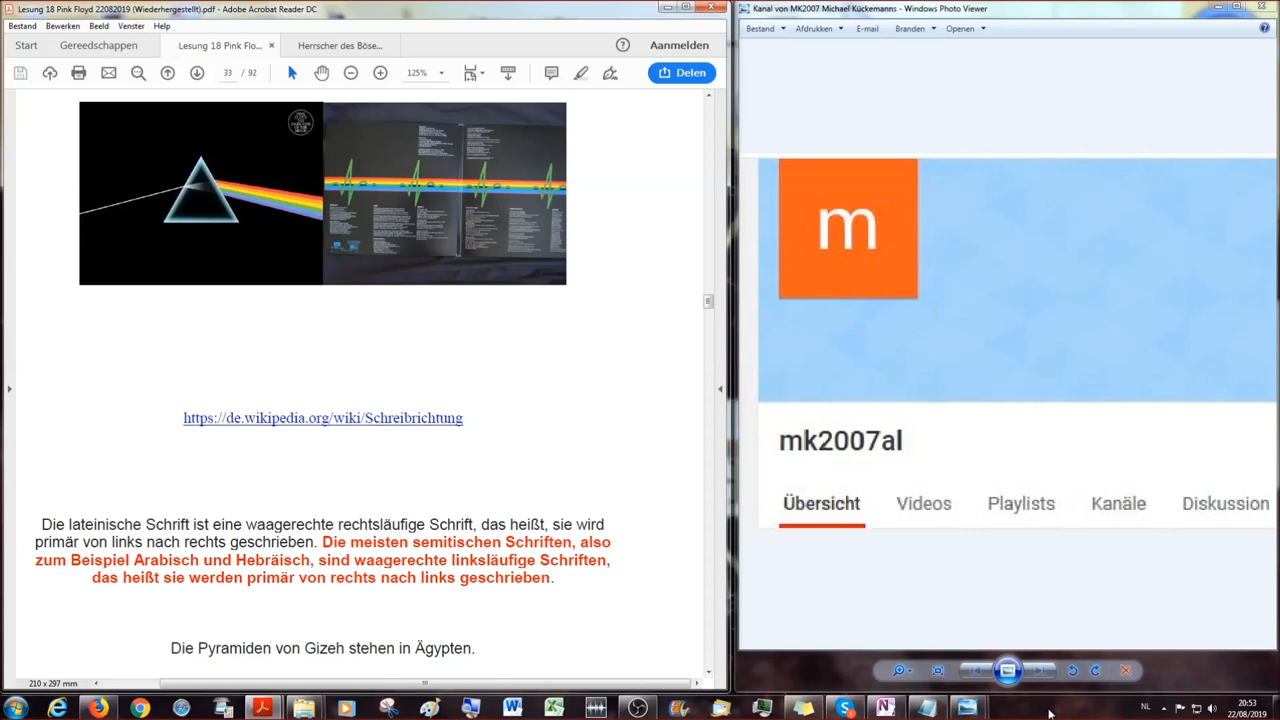 Lesung 18 Pink Floyd 22082019 (Wiederhergestellt).pdf - Adobe Acrobat Reader DC
Bestand Bewerken Beeld Venster Help
Start Gereedschappen Lesung 18 Pink Flo... × Herrscher des Böse... Aanmelden
33 / 92 125% Delen
https://de.wikipedia.org/wiki/Schreibrichtung
Die lateinische Schrift ist eine waagerechte rechtsläufige Schrift, das heißt, sie wird
primär von links nach rechts geschrieben. Die meisten semitischen Schriften, also
zum Beispiel Arabisch und Hebräisch, sind waagerechte linksläufige Schriften,
das heißt sie werden primär von rechts nach links geschrieben.
Die Pyramiden von Gizeh stehen in Ägypten.
210 x 297 mm
Kanal von MK2007 Michael Kückemanns - Windows Photo Viewer
Bestand Afdrukken E-mail Branden Openen
m
mk2007al
Übersicht Videos Playlists Kanäle Diskussion
NL 20:53
22/08/2019